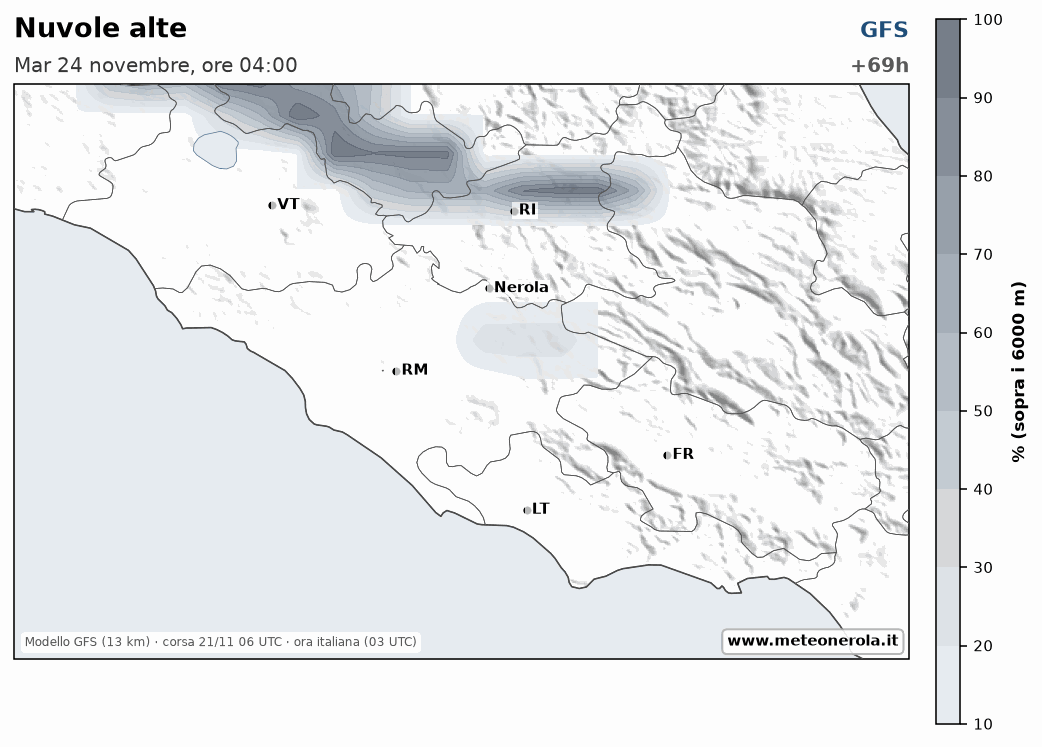 Nuvole alte
GFS
Mar 24 novembre, ore 04:00
+69h
VT
RI
Nerola
RM
FR
LT
Modello GFS (13 km) · corsa 21/11 06 UTC · ora italiana (03 UTC)
www.meteonerola.it
100
90
80
70
60
50
40
30
20
10
% (sopra i 6000 m)